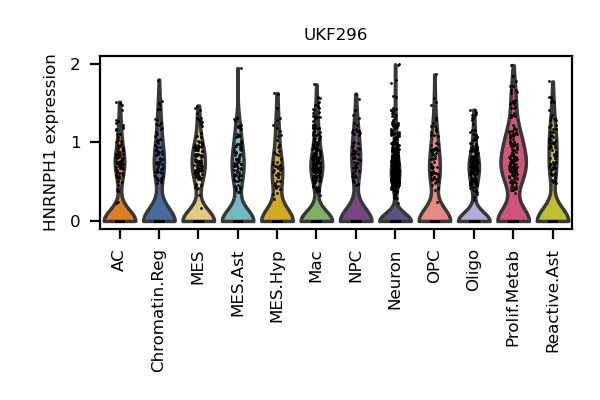 UKF296
HNRNPH1 expression
2
1
0
AC
Chromatin.Reg
MES
MES.Ast
MES.Hyp
Mac
NPC
Neuron
OPC
Oligo
Prolif.Metab
Reactive.Ast